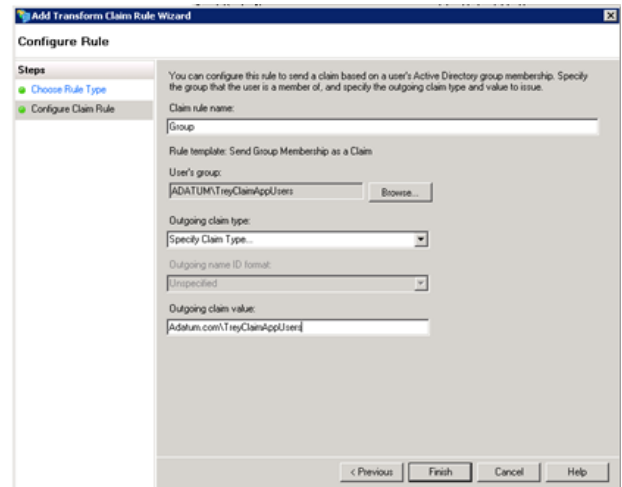 Add Transform Claim Rule Wizard
Configure Rule
Steps
Choose Rule Type
Configure Claim Rule
You can configure this rule to send a claim based on a user's Active Directory group membership. Specify
the group that the user is a member of, and specify the outgoing claim type and value to issue.
Claim rule name:
Group
Rule template: Send Group Membership as a Claim
User's group:
ADATUM\TreyClaimAppUsers
Browse...
Outgoing claim type:
Specify Claim Type...
Outgoing name ID format:
Unspecified
Outgoing claim value:
Adatum.com\TreyClaimAppUsers
< Previous
Finish
Cancel
Help